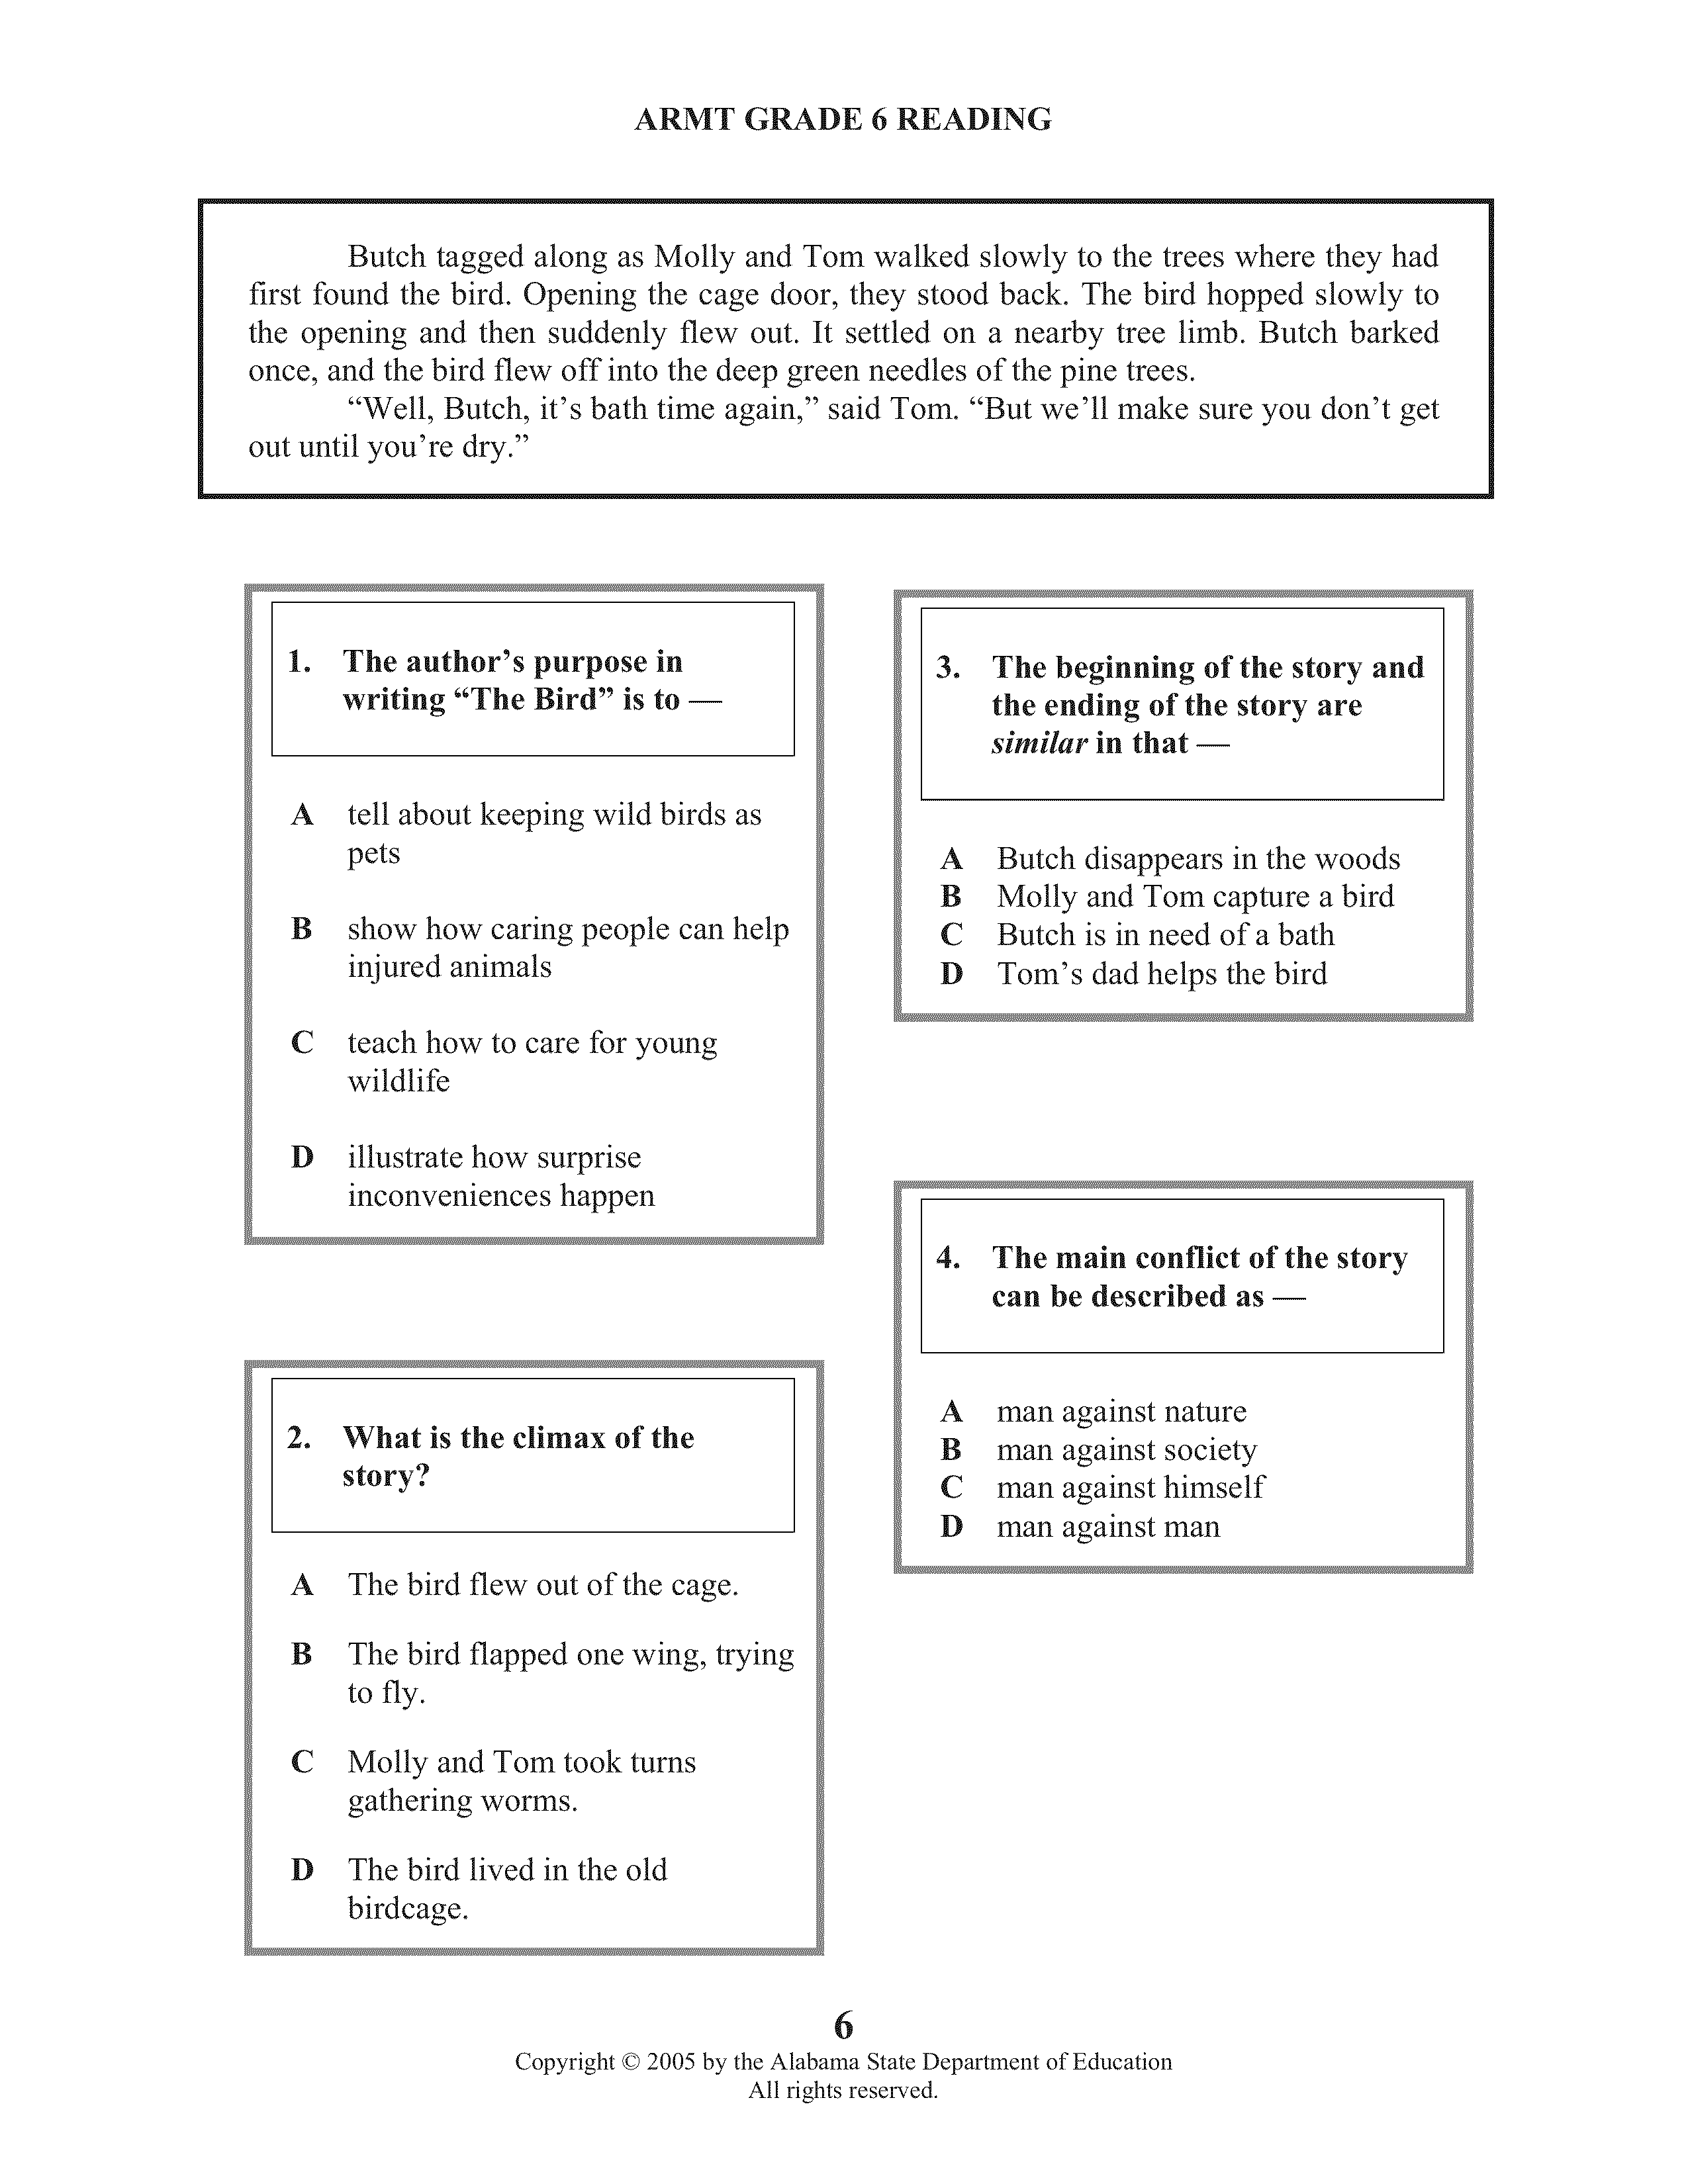 ARMT GRADE 6 READING
Butch tagged along as Molly and Tom walked slowly to the trees where they had
first found the bird. Opening the cage door, they stood back. The bird hopped slowly to
the opening and then suddenly flew out. It settled on a nearby tree limb. Butch barked
once, and the bird flew off into the deep green needles of the pine trees.
“Well, Butch, it’s bath time again,” said Tom. “But we’ll make sure you don’t get
out until you’re dry.”
1. The author’s purpose in
writing “The Bird” is to —
A tell about keeping wild birds as
pets
B show how caring people can help
injured animals
C teach how to care for young
wildlife
D illustrate how surprise
inconveniences happen
2. What is the climax of the
story?
A The bird flew out of the cage.
B The bird flapped one wing, trying
to fly.
C Molly and Tom took turns
gathering worms.
D The bird lived in the old
birdcage.
3. The beginning of the story and
the ending of the story are
similar in that —
A Butch disappears in the woods
B Molly and Tom capture a bird
C Butch is in need of a bath
D Tom’s dad helps the bird
4. The main conflict of the story
can be described as —
A man against nature
B man against society
C man against himself
D man against man
6
Copyright © 2005 by the Alabama State Department of Education
All rights reserved.